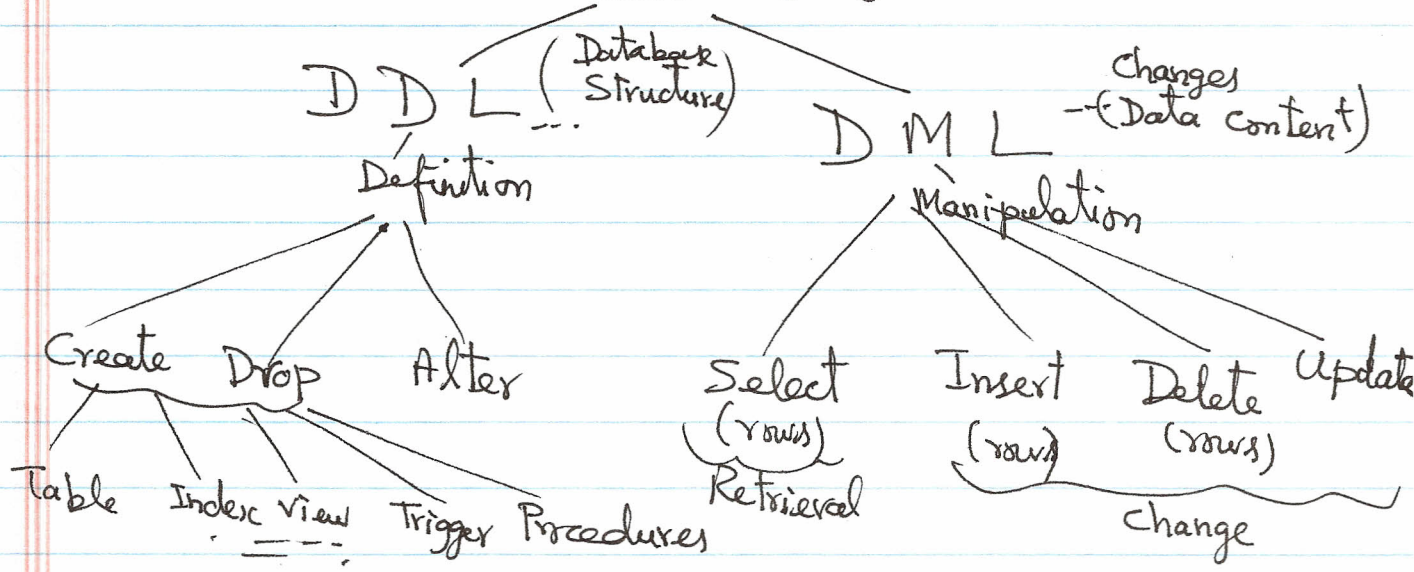 DDL (Database Structure)
Changes
DML -(Data content)
Definition
Manipulation
Create Drop Alter
Select Insert Delete Update
(rows) (rows) (rows)
Table Index View Trigger Procedures
Retrieval
Change